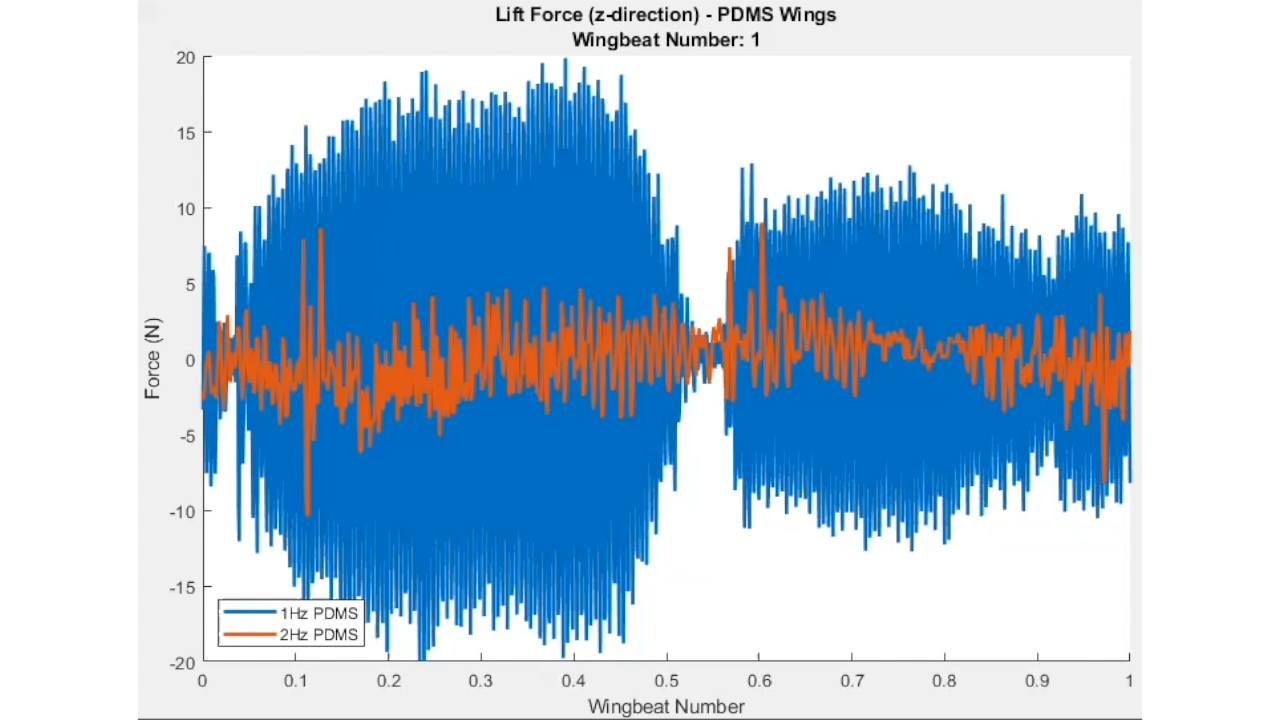 Lift Force (z-direction) - PDMS Wings
Wingbeat Number: 1
20
15
10
5
0
-5
-10
-15
-20
Force (N)
1Hz PDMS
2Hz PDMS
0 0.1 0.2 0.3 0.4 0.5 0.6 0.7 0.8 0.9 1
Wingbeat Number